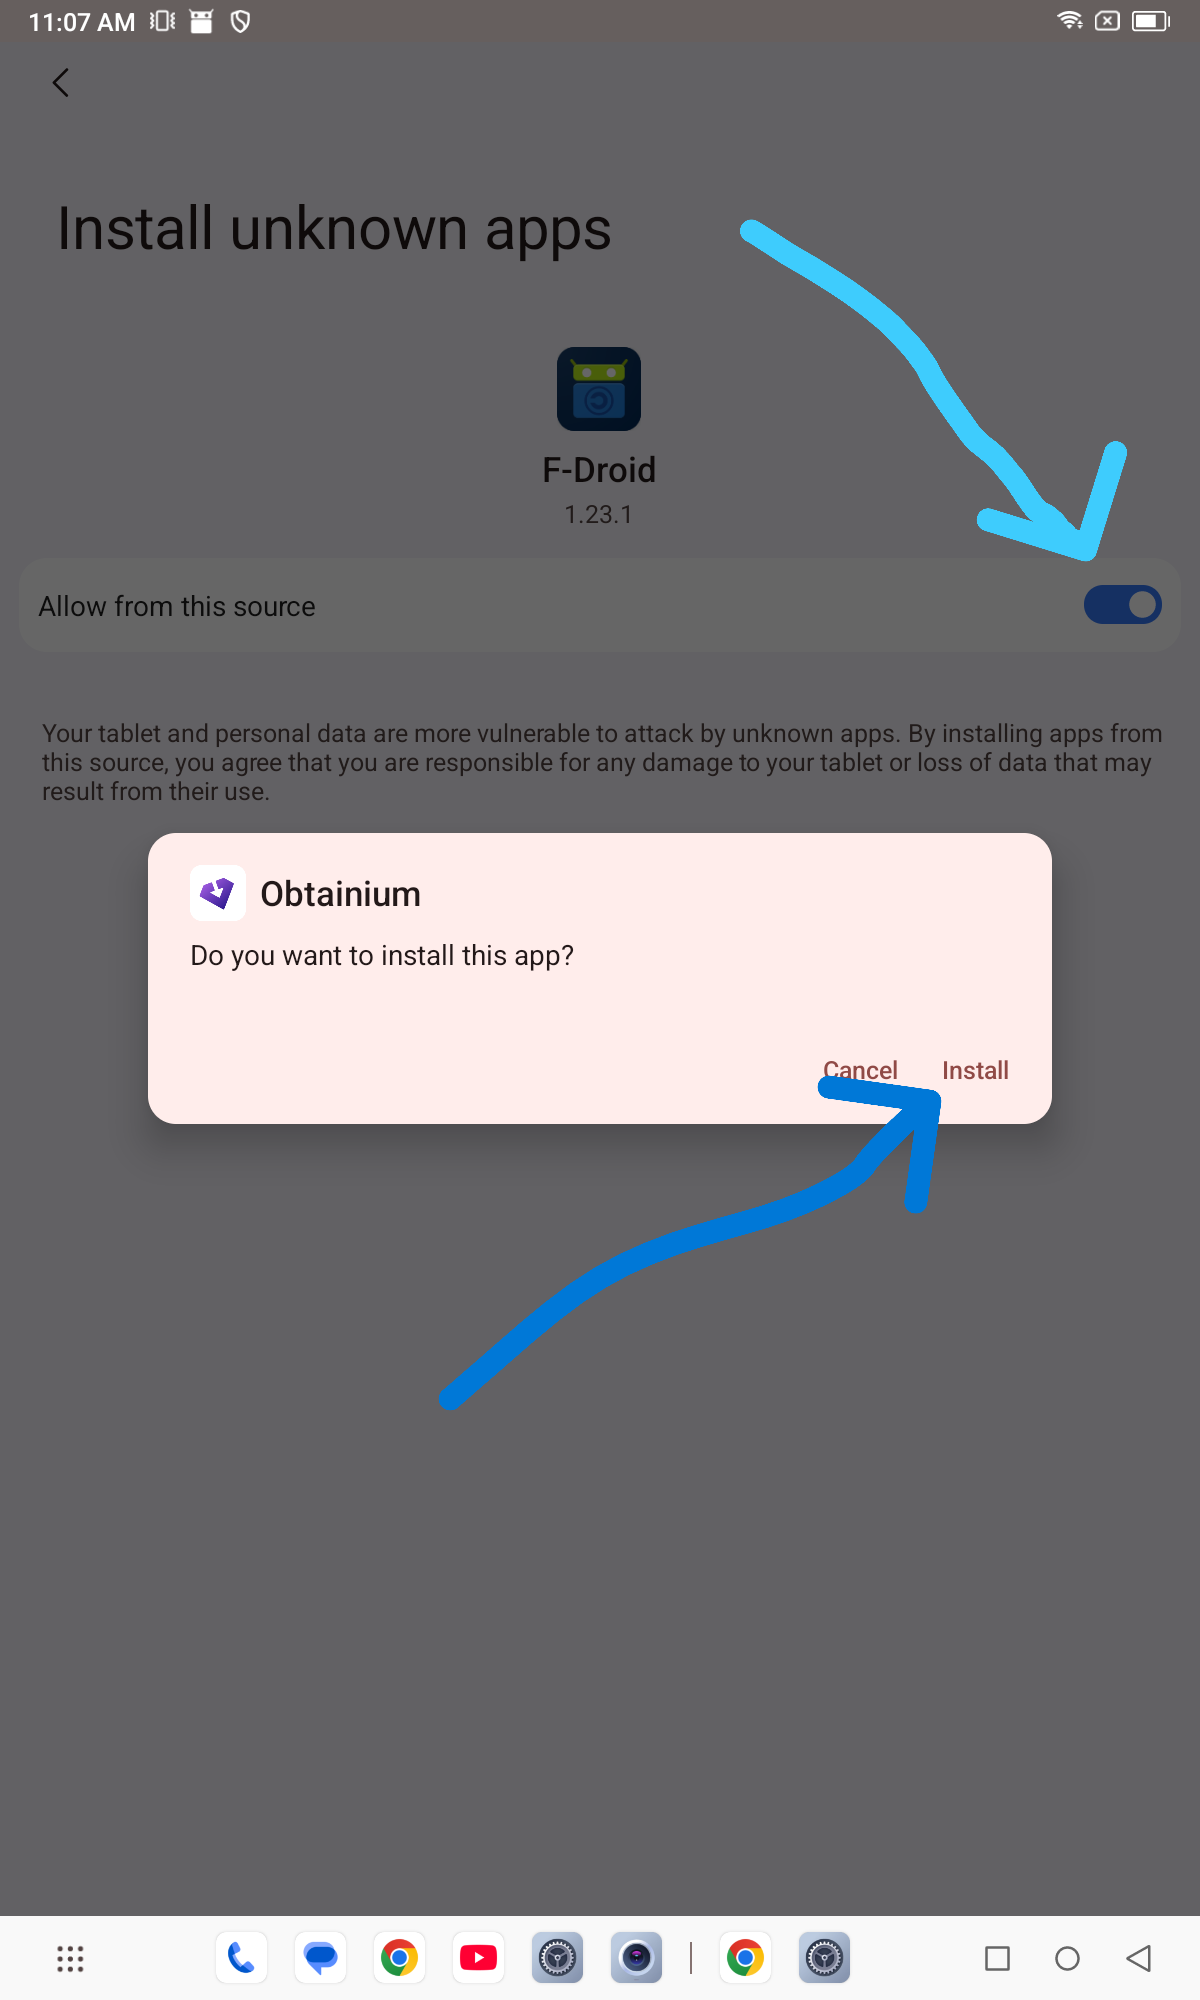 11:07 AM
Install unknown apps
F-Droid
1.23.1
Allow from this source
Your tablet and personal data are more vulnerable to attack by unknown apps. By installing apps from
this source, you agree that you are responsible for any damage to your tablet or loss of data that may
result from their use.
Obtainium
Do you want to install this app?
Cancel Install